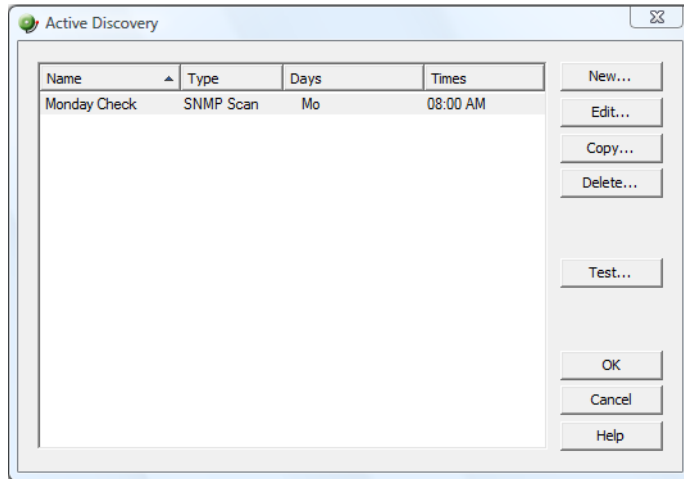 Active Discovery
Name Type Days Times
Monday Check SNMP Scan Mo 08:00 AM
New...
Edit...
Copy...
Delete...
Test...
OK
Cancel
Help